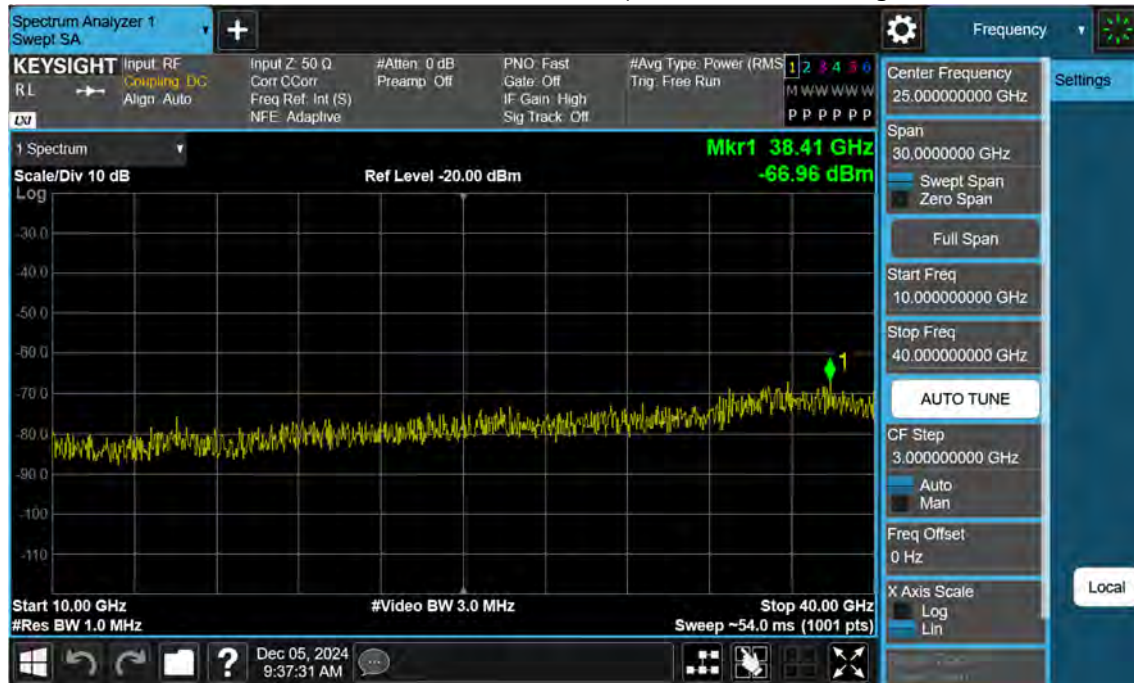 Spectrum Analyzer 1
Swept SA
+
Frequency
KEYSIGHT
RL
LXI
Input: RF
Coupling: DC
Align: Auto
Input Z: 50 Ω
Corr CCorr
Freq Ref: Int (S)
NFE: Adaptive
#Atten: 0 dB
Preamp: Off
PNO: Fast
Gate: Off
IF Gain: High
Sig Track: Off
#Avg Type: Power (RMS
Trig: Free Run
1 2 3 4 5 6
M W W W W W
P P P P P P
Settings
1 Spectrum
Scale/Div 10 dB
Log
Ref Level -20.00 dBm
Mkr1 38.41 GHz
-66.96 dBm
-30.0
-40.0
-50.0
-60.0
-70.0
-80.0
-90.0
-100
-110
1
Start 10.00 GHz
#Res BW 1.0 MHz
#Video BW 3.0 MHz
Stop 40.00 GHz
Sweep ~54.0 ms (1001 pts)
Center Frequency
25.000000000 GHz
Span
30.0000000 GHz
Swept Span
Zero Span
Full Span
Start Freq
10.000000000 GHz
Stop Freq
40.000000000 GHz
AUTO TUNE
CF Step
3.000000000 GHz
Auto
Man
Freq Offset
0 Hz
X Axis Scale
Log
Lin
Local
?
Dec 05, 2024
9:37:31 AM